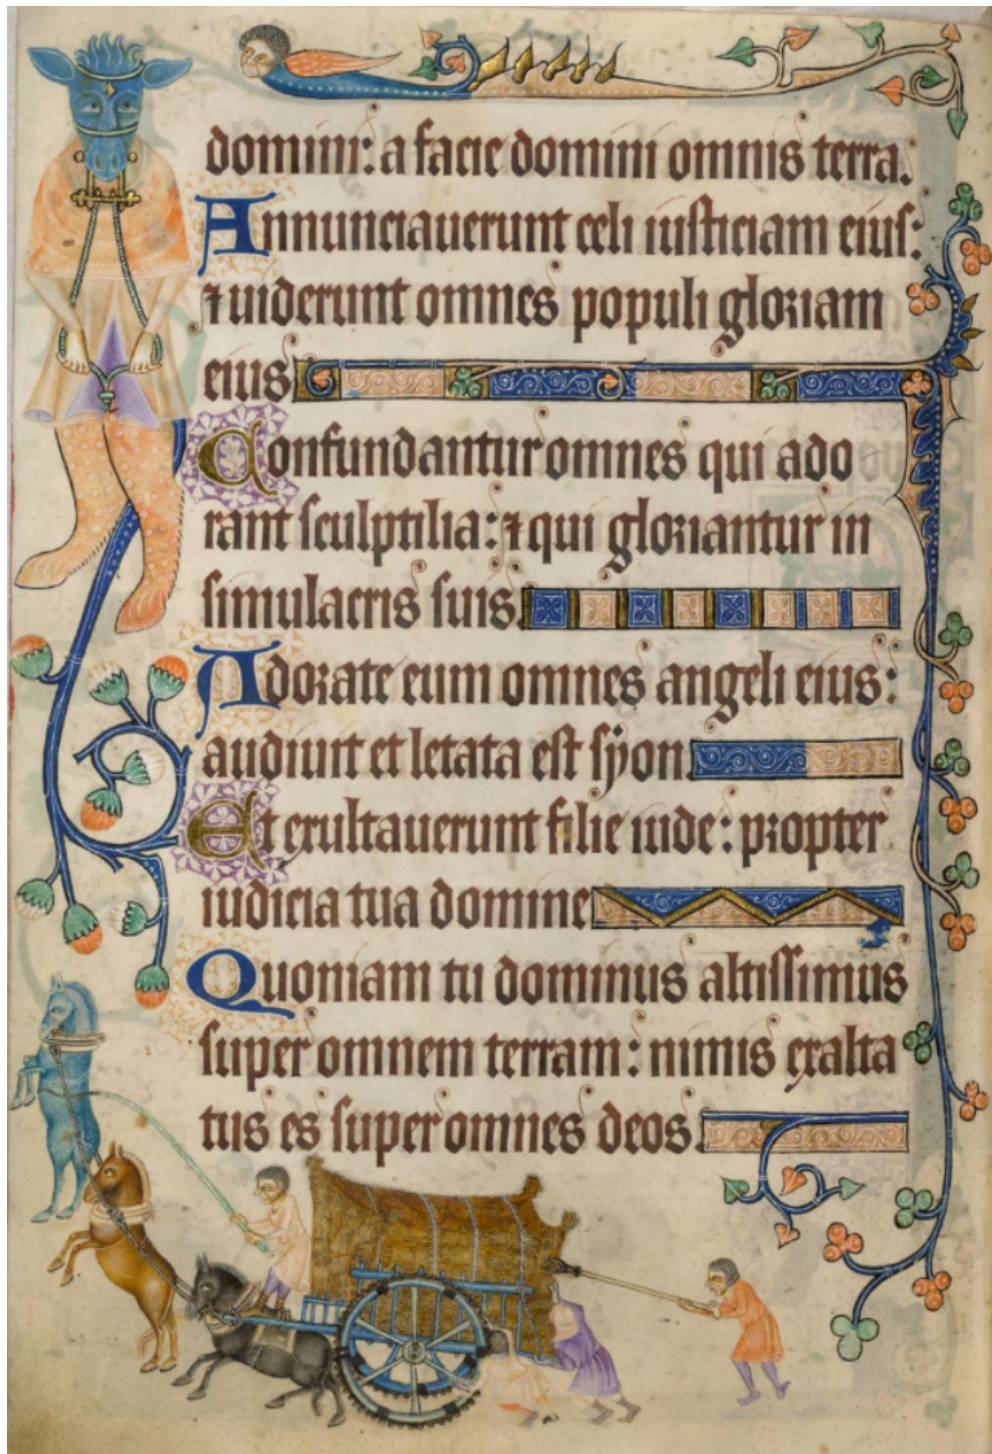 domini: a facie domini omnis terra.
Annunciauerunt celi iusticiam eius:
⁊ uiderunt omnes populi gloriam
eius
Confundantur omnes qui ado
rant sculptilia: ⁊ qui gloriantur in
simulacris suis.
Adorate eum omnes angeli eius:
audiuit et letata est syon.
Et exultauerunt filie iude: propter
iudicia tua domine
Quoniam tu dominus altissimus
super omnem terram: nimis exalta
tus es super omnes deos.